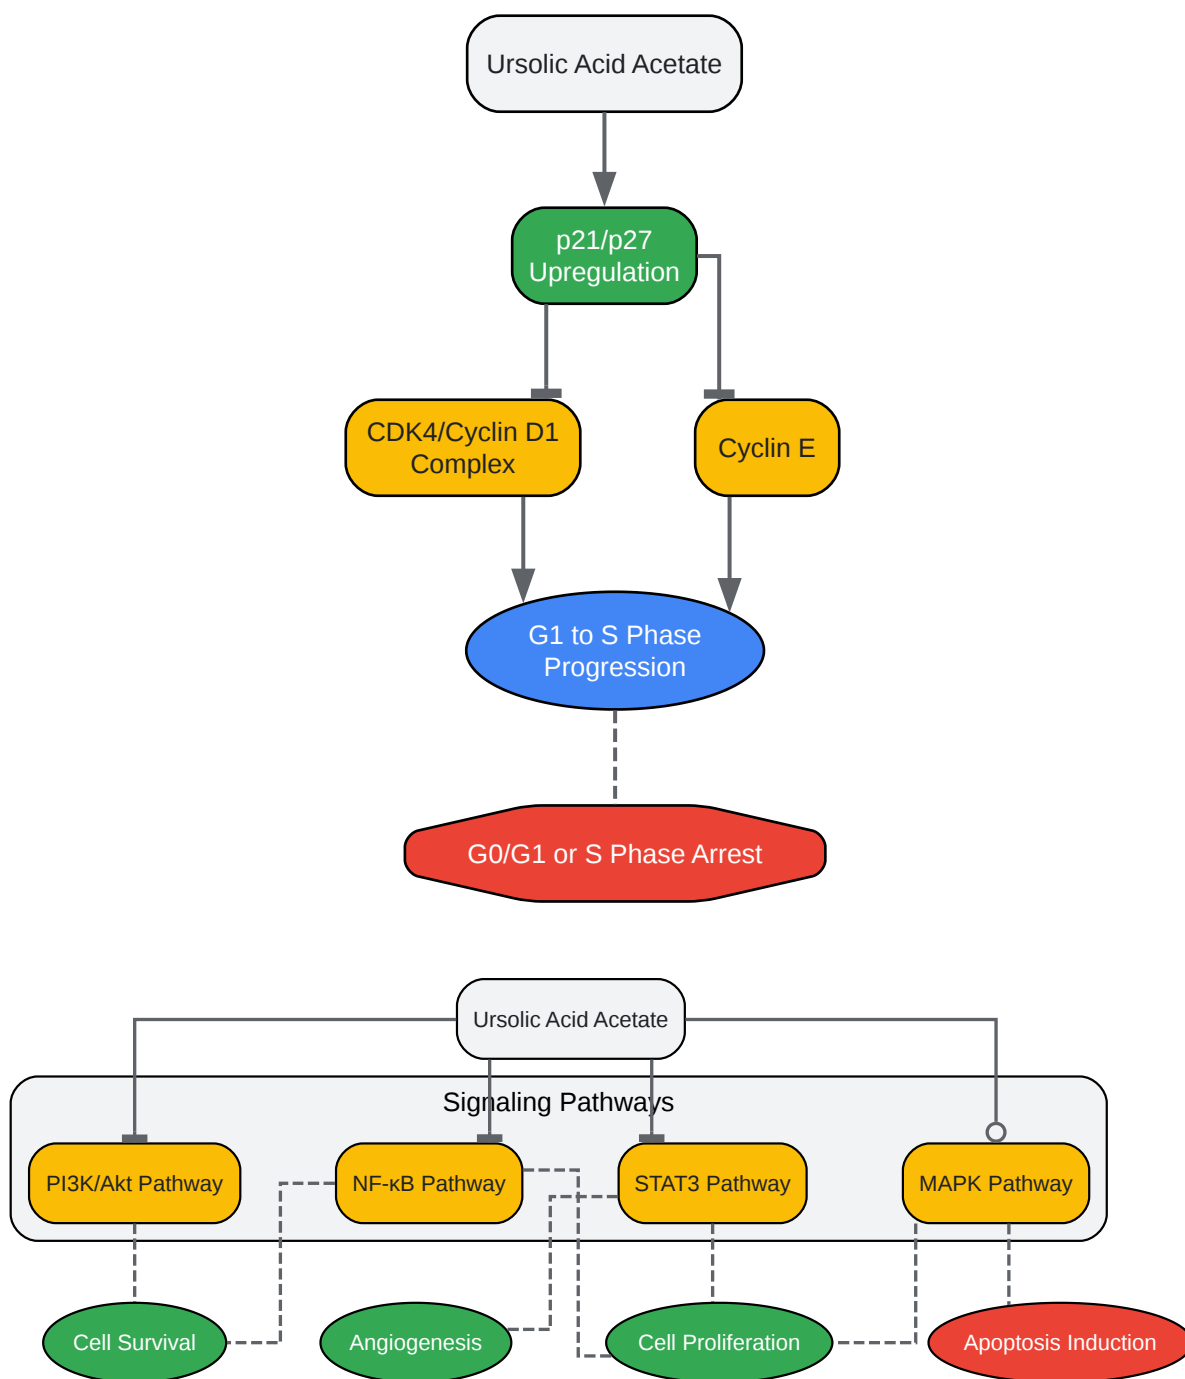 Ursolic Acid Acetate
p21/p27
Upregulation
CDK4/Cyclin D1
Complex
Cyclin E
G1 to S Phase
Progression
G0/G1 or S Phase Arrest
Ursolic Acid Acetate
Signaling Pathways
PI3K/Akt Pathway
NF-κB Pathway
STAT3 Pathway
MAPK Pathway
Cell Survival
Angiogenesis
Cell Proliferation
Apoptosis Induction